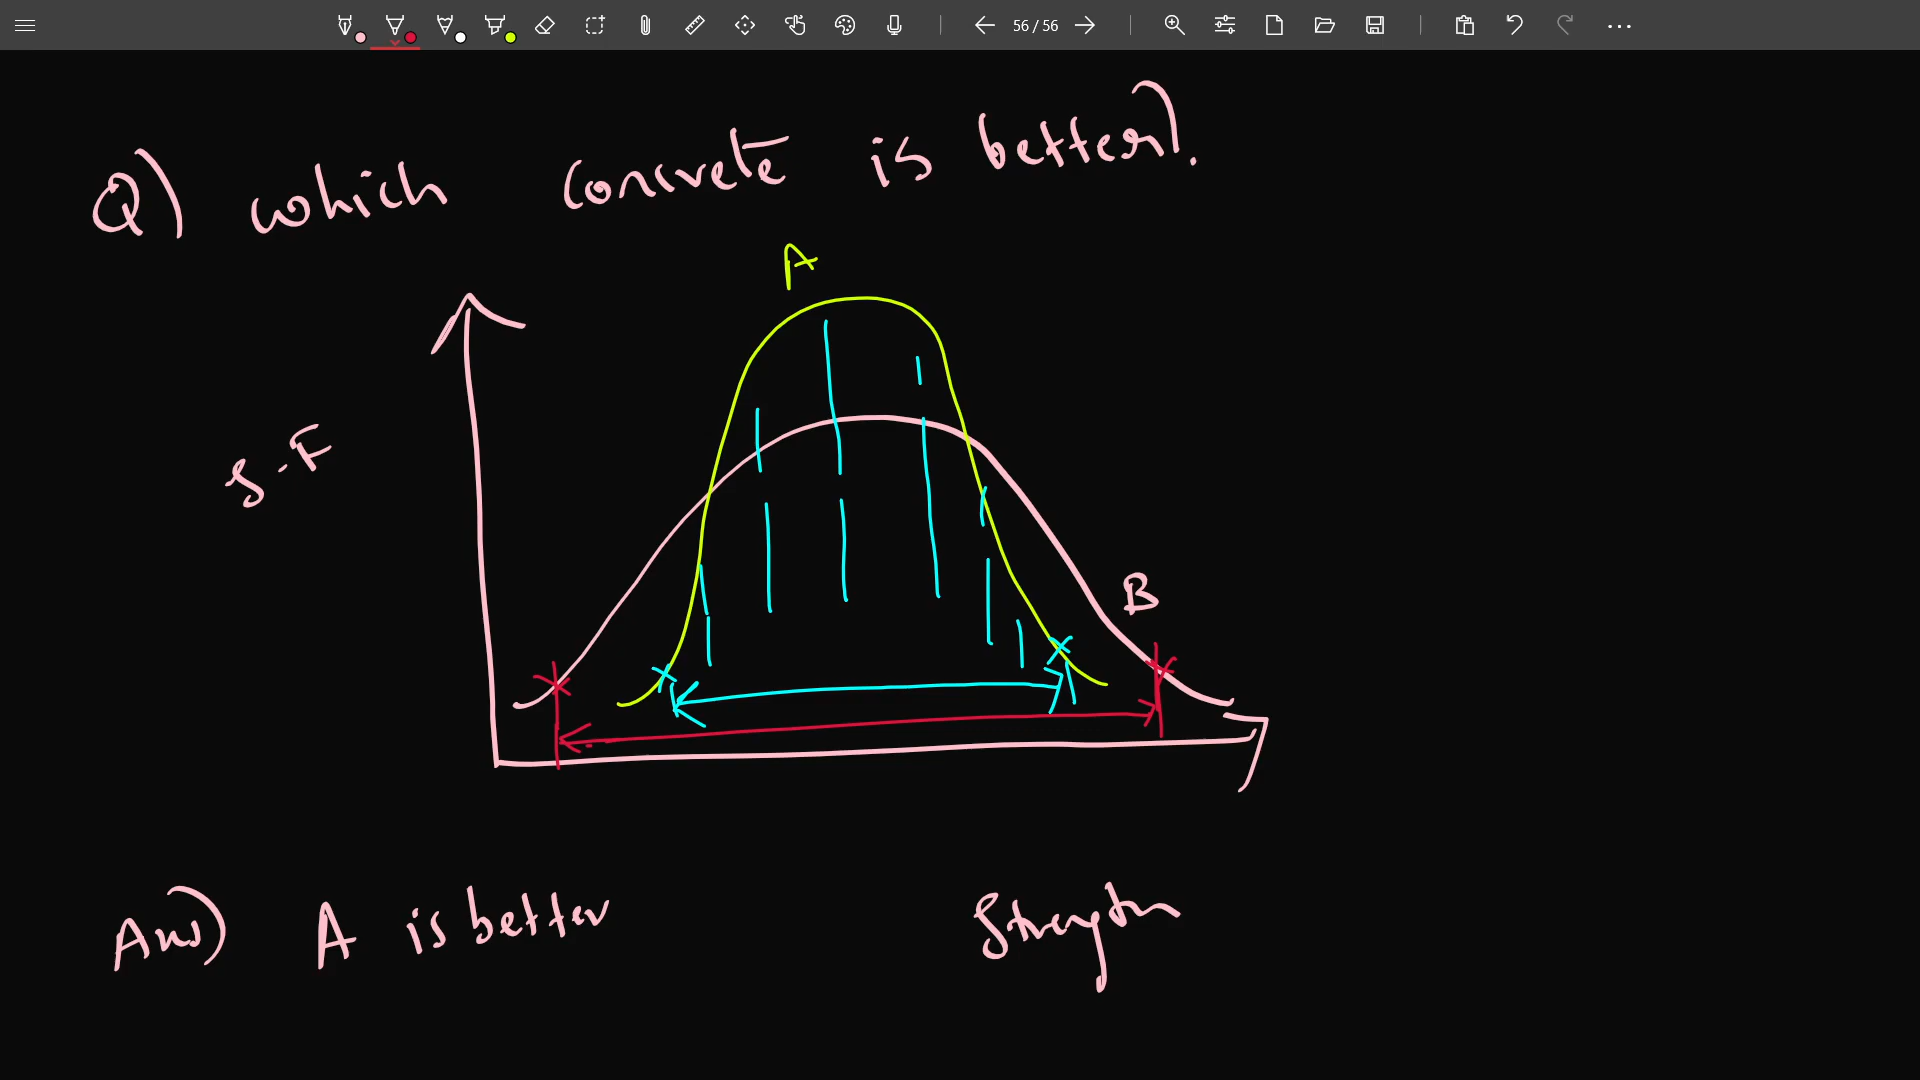 56 / 56
Q) which concrete is better).
A
S-F
B
Ans) A is better
Strength